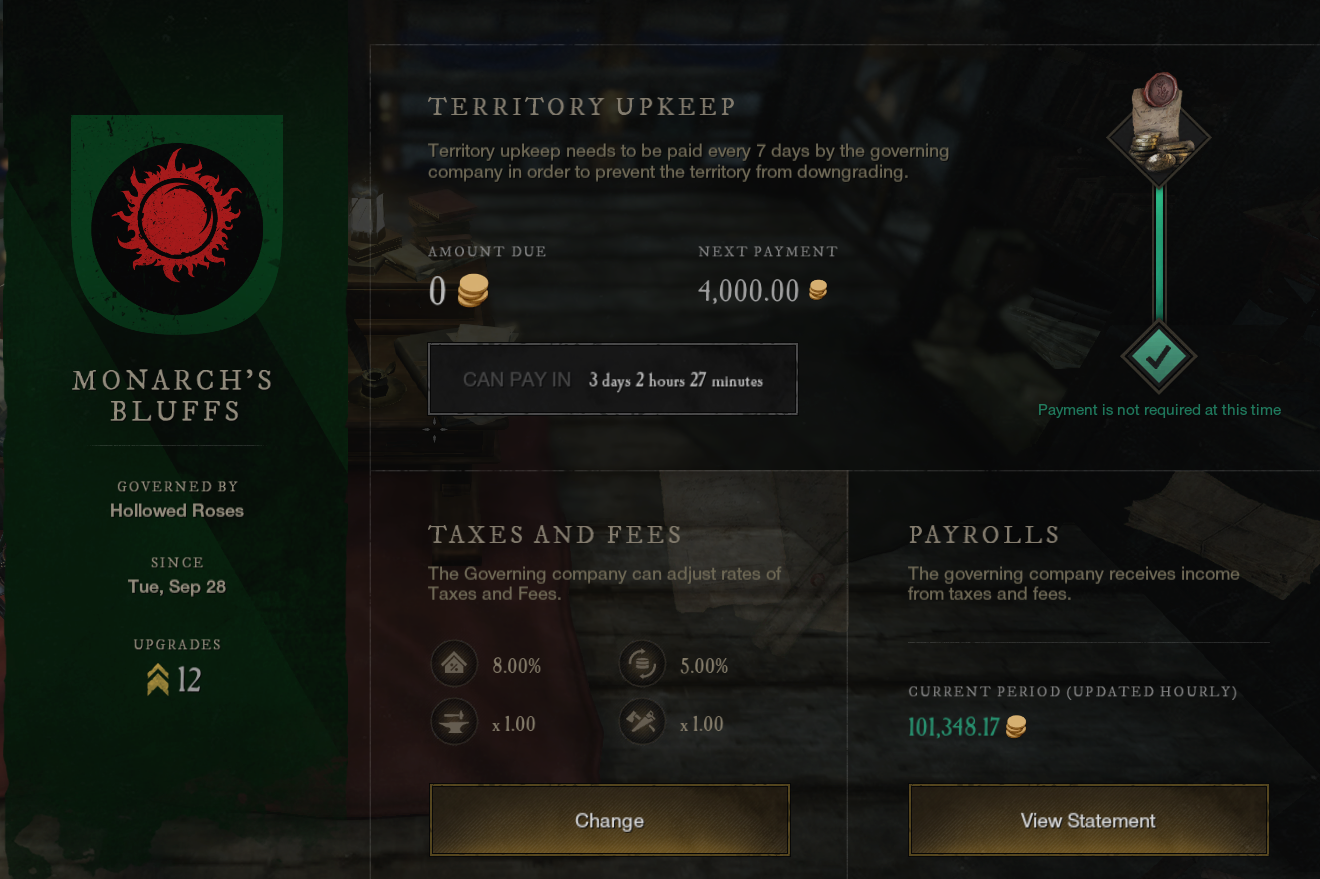 MONARCH'S
BLUFFS
GOVERNED BY
Hollowed Roses
SINCE
Tue, Sep 28
UPGRADES
12
TERRITORY UPKEEP
Territory upkeep needs to be paid every 7 days by the governing
company in order to prevent the territory from downgrading.
AMOUNT DUE
0
NEXT PAYMENT
4,000.00
CAN PAY IN 3 days 2 hours 27 minutes
Payment is not required at this time
TAXES AND FEES
The Governing company can adjust rates of
Taxes and Fees.
8.00%
5.00%
x 1.00
x 1.00
Change
PAYROLLS
The governing company receives income
from taxes and fees.
CURRENT PERIOD (UPDATED HOURLY)
101,348.17
View Statement